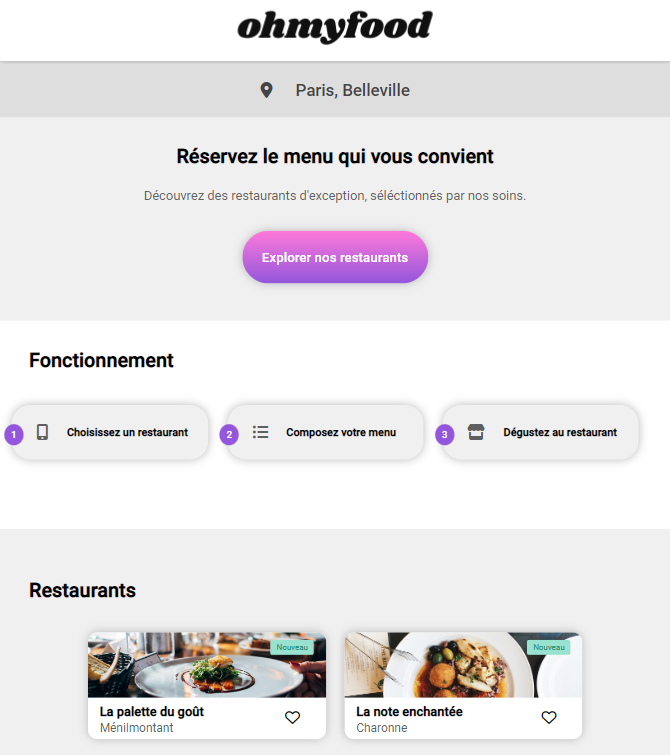 ohmyfood
Paris, Belleville
Réservez le menu qui vous convient
Découvrez des restaurants d'exception, séléctionnés par nos soins.
Explorer nos restaurants
Fonctionnement
1 Choisissez un restaurant
2 Composez votre menu
3 Dégustez au restaurant
Restaurants
Nouveau
La palette du goût
Ménilmontant
Nouveau
La note enchantée
Charonne